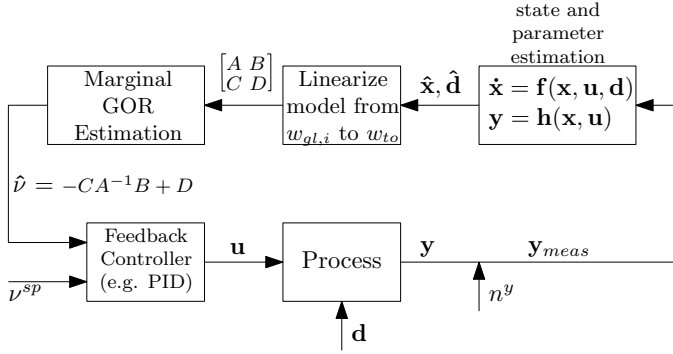 state and
parameter
estimation
Marginal
GOR
Estimation
[A B
C D]
Linearize
model from
w_{gl,i} to w_{to}
x̂, d̂
ẋ = f(x, u, d)
y = h(x, u)
ν̂ = −CA⁻¹B + D
Feedback
Controller
(e.g. PID)
ν^{sp}
u
Process
d
y
n^y
y_{meas}